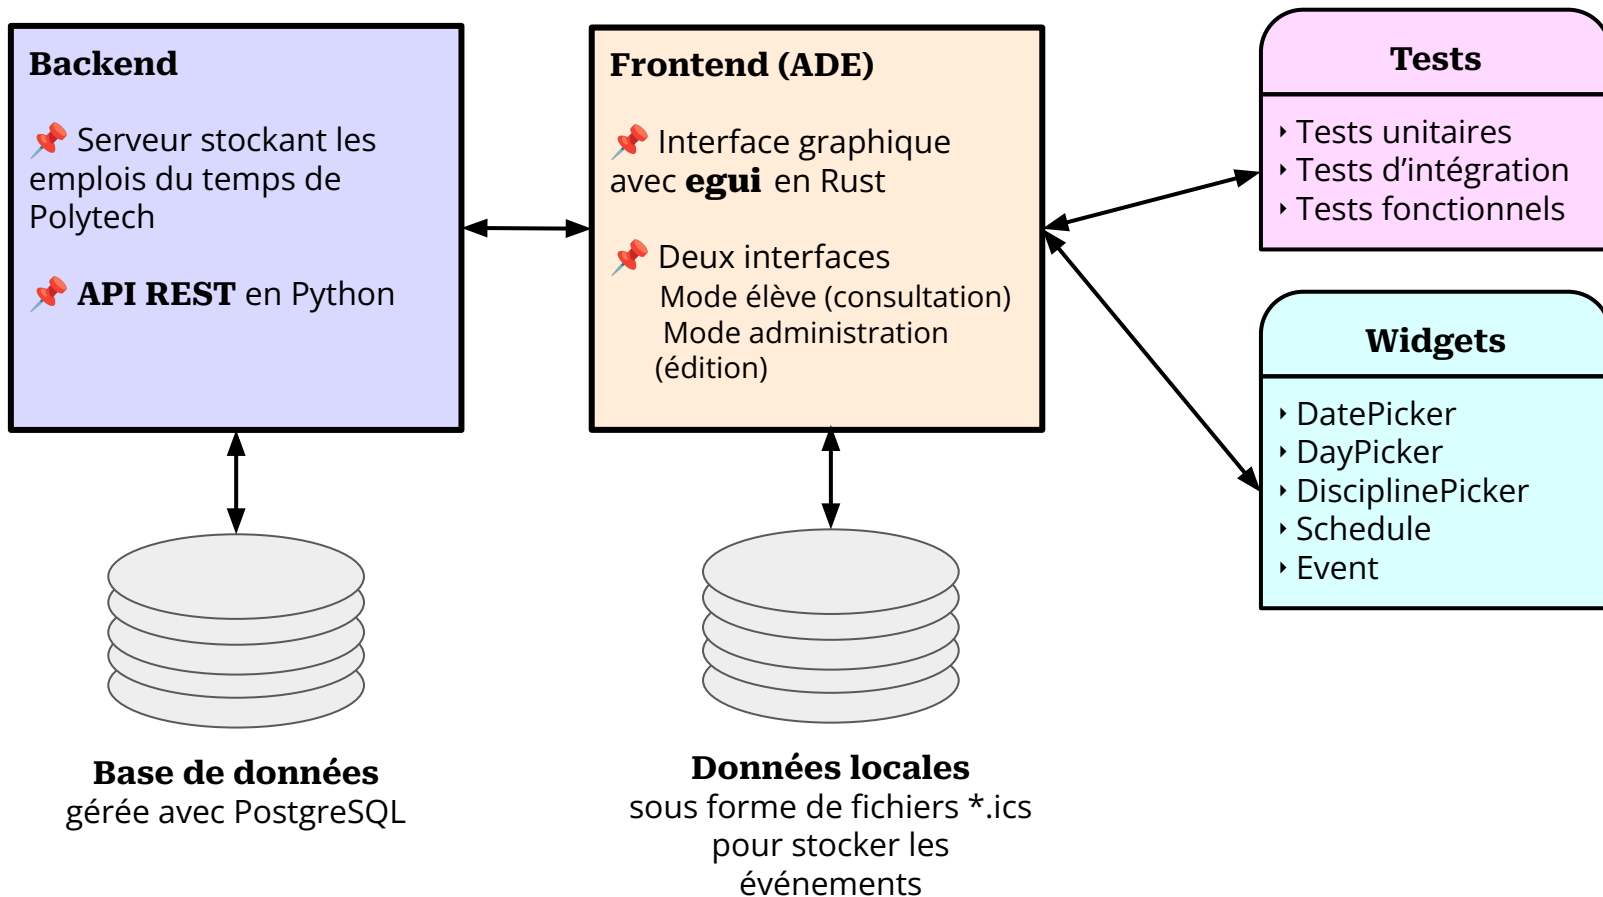 Backend
📌 Serveur stockant les
emplois du temps de
Polytech
📌 API REST en Python
Frontend (ADE)
📌 Interface graphique
avec egui en Rust
📌 Deux interfaces
Mode élève (consultation)
Mode administration
(édition)
Tests
‣ Tests unitaires
‣ Tests d’intégration
‣ Tests fonctionnels
Widgets
‣ DatePicker
‣ DayPicker
‣ DisciplinePicker
‣ Schedule
‣ Event
Base de données
gérée avec PostgreSQL
Données locales
sous forme de fichiers *.ics
pour stocker les
événements